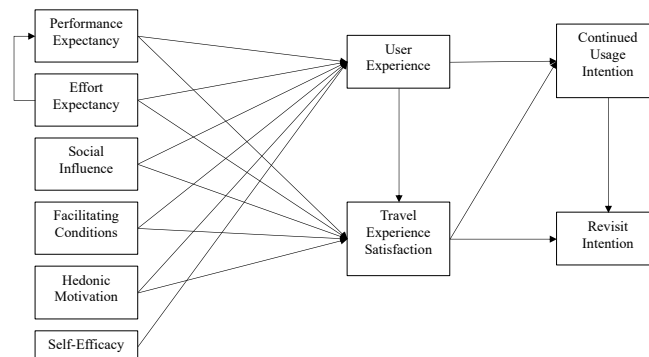 Performance
Expectancy
Effort
Expectancy
Social
Influence
Facilitating
Conditions
Hedonic
Motivation
Self-Efficacy
User
Experience
Travel
Experience
Satisfaction
Continued
Usage
Intention
Revisit
Intention